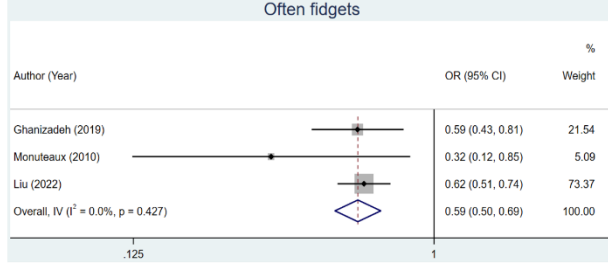 Often fidgets
%
Author (Year) OR (95% CI) Weight
Ghanizadeh (2019) 0.59 (0.43, 0.81) 21.54
Monuteaux (2010) 0.32 (0.12, 0.85) 5.09
Liu (2022) 0.62 (0.51, 0.74) 73.37
Overall, IV (I² = 0.0%, p = 0.427) 0.59 (0.50, 0.69) 100.00
.125 1